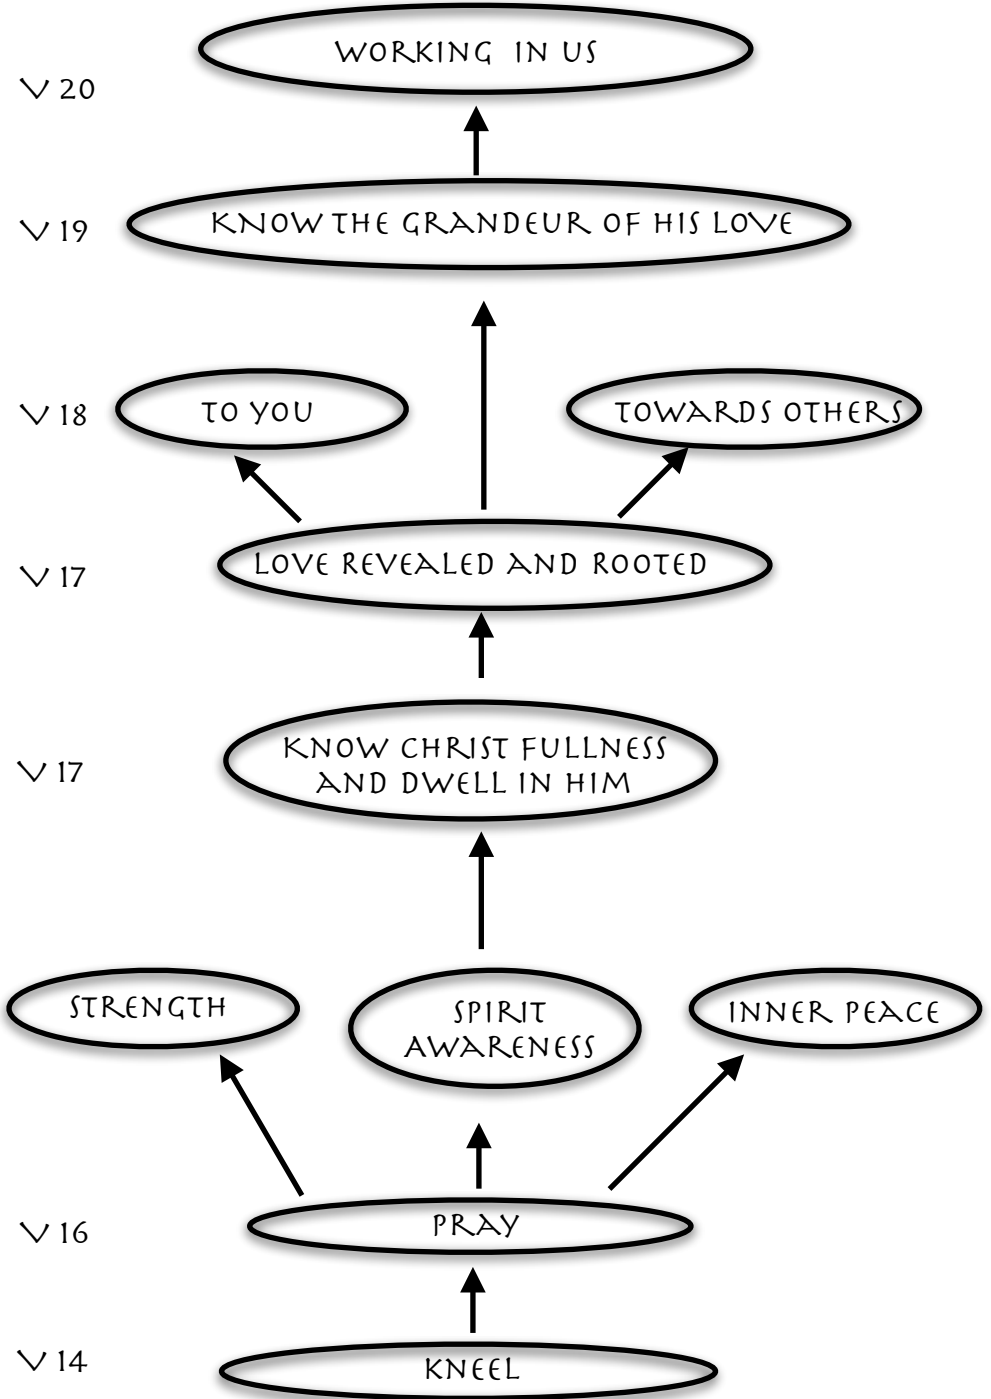 WORKING IN US
V 20
V 19 KNOW THE GRANDEUR OF HIS LOVE
V 18 TO YOU TOWARDS OTHERS
LOVE REVEALED AND ROOTED
V 17
KNOW CHRIST FULLNESS
AND DWELL IN HIM
V 17
STRENGTH SPIRIT INNER PEACE
AWARENESS
V 16 PRAY
V 14 KNEEL